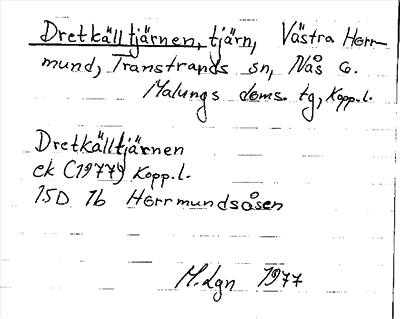 Dretkälltjärnen, tjärn, Västra Herr-
mund, Transtrands sn, Nås o.
Malungs doms. tg, Kopp. l.
Dretkälltjärnen
ek (1977) Kopp. l.
15D 1b Herrmundsåsen
M. Lgn 1977